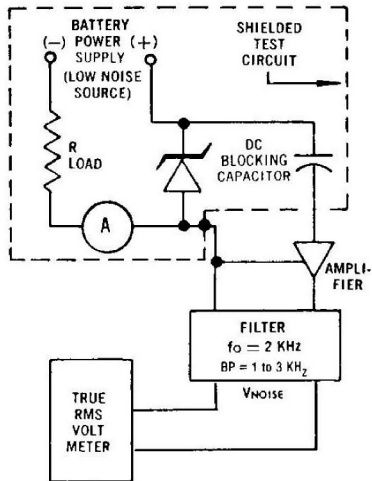 BATTERY
(-) POWER (+)
SUPPLY
(LOW NOISE
SOURCE)
SHIELDED
TEST
CIRCUIT
R
LOAD
DC
BLOCKING
CAPACITOR
A
AMPLI-
FIER
FILTER
fo = 2 KHz
BP = 1 to 3 KHz
VNOISE
TRUE
RMS
VOLT
METER